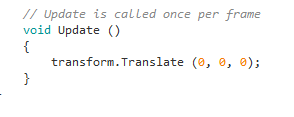 // Update is called once per frame
void Update ()
{
    transform.Translate (0, 0, 0);
}